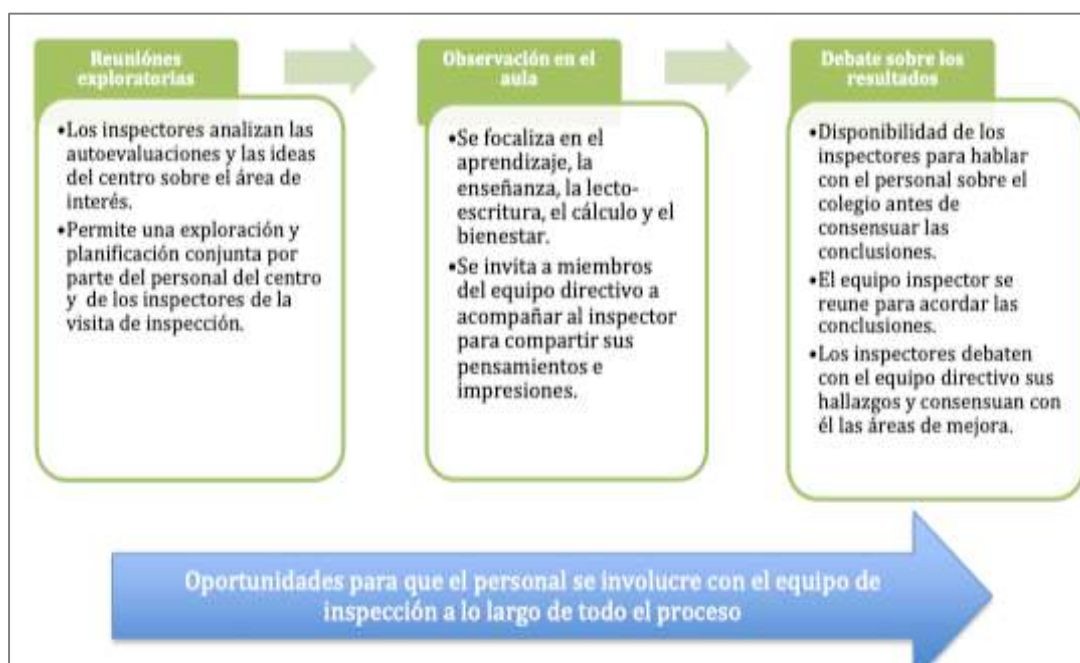 Reuniónes
exploratorias
•Los inspectores analizan las
autoevaluaciones y las ideas
del centro sobre el área de
interés.
•Permite una exploración y
planificación conjunta por
parte del personal del centro
y de los inspectores de la
visita de inspección.
Observación en el
aula
•Se focaliza en el
aprendizaje, la
enseñanza, la lecto-
escritura, el cálculo y el
bienestar.
•Se invita a miembros
del equipo directivo a
acompañar al inspector
para compartir sus
pensamientos e
impresiones.
Debate sobre los
resultados
•Disponibilidad de los
inspectores para hablar
con el personal sobre el
colegio antes de
consensuar las
conclusiones.
•El equipo inspector se
reune para acordar las
conclusiones.
•Los inspectores debaten
con el equipo directivo sus
hallazgos y consensuan con
él las áreas de mejora.
Oportunidades para que el personal se involucre con el equipo de
inspección a lo largo de todo el proceso